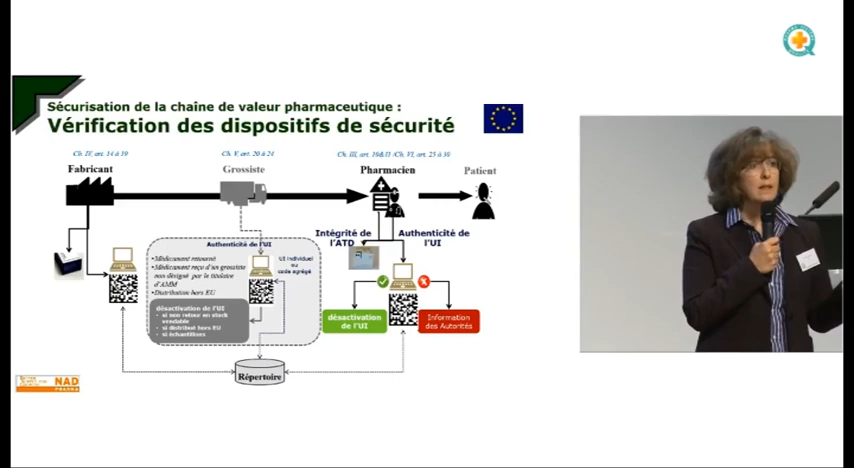 Sécurisation de la chaîne de valeur pharmaceutique :
Vérification des dispositifs de sécurité
Ch. IV, art. 14 à 19
Ch. V, art. 20 à 24
Ch. III, art. 10&11 /Ch. VI, art. 25 à 30
Fabricant
Grossiste
Pharmacien
Patient
Intégrité de
l'ATD
Authenticité de
l'UI
Authenticité de l'UI
•Médicament retourné
•Médicament reçu d'un grossiste
non désigné par le titulaire
d'AMM
•Distribution hors EU
UI individuel
ou
code agrégé
désactivation de l'UI
- si non retour en stock
vendable
- si distribué hors EU
- si échantillons
désactivation
de l'UI
Information
des Autorités
Répertoire
NAD
PHARMA